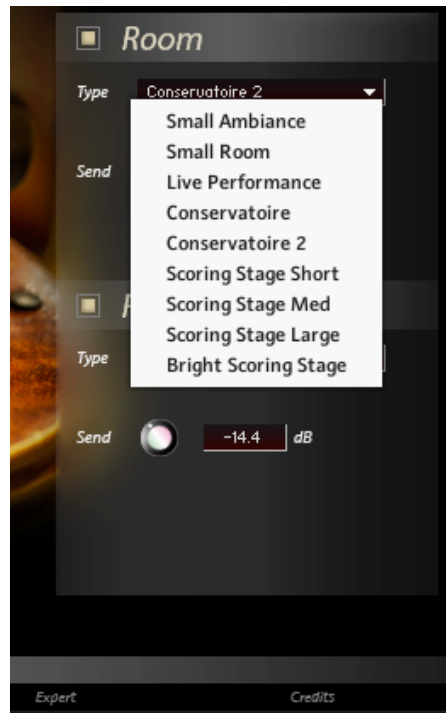 Room
Type Conservatoire 2
Small Ambiance
Small Room
Send
Live Performance
Conservatoire
Conservatoire 2
Scoring Stage Short
Scoring Stage Med
Scoring Stage Large
Type
Bright Scoring Stage
Send -14.4 dB
Expert Credits